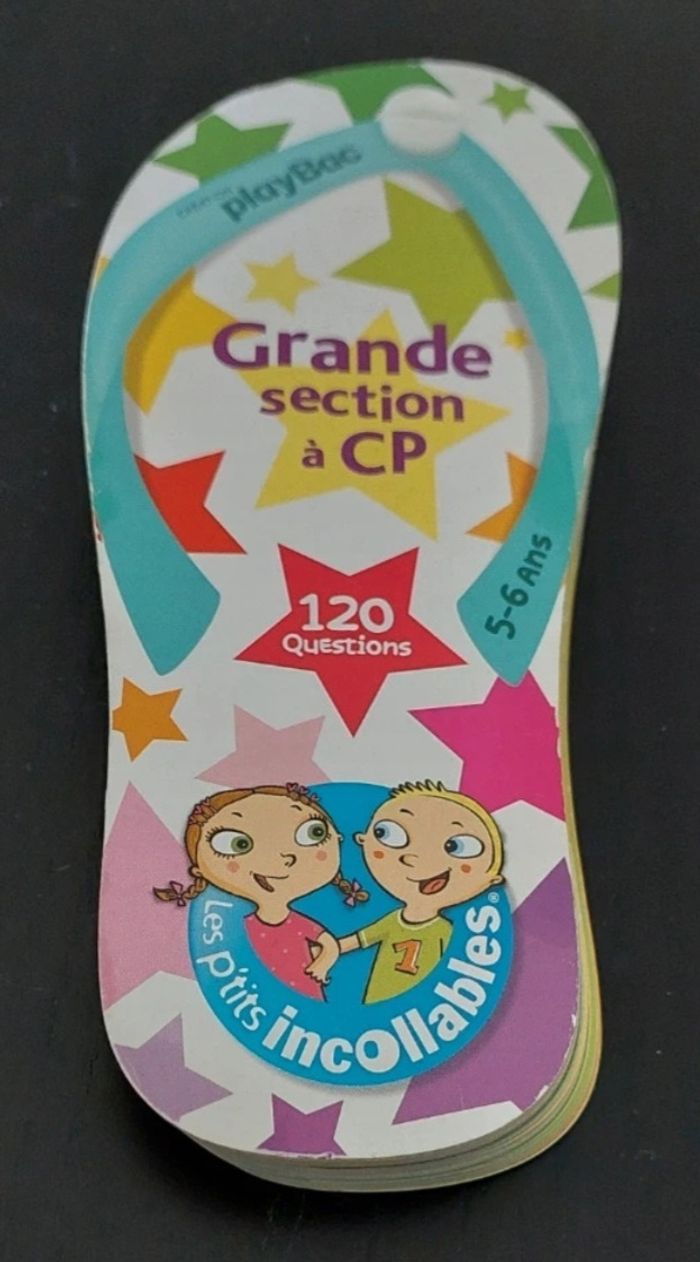 playBac
Grande
section
à CP
5-6 Ans
120
Questions
1
Les p'tits
incollables®